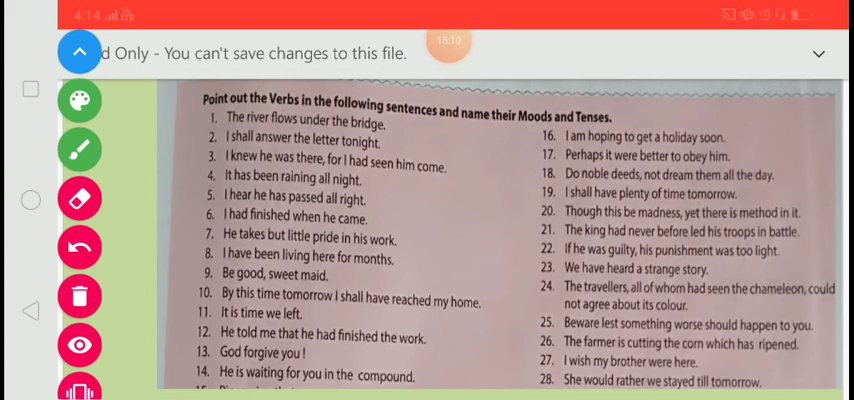 4:14
15:10
d Only - You can't save changes to this file.
Point out the Verbs in the following sentences and name their Moods and Tenses.
1. The river flows under the bridge.
2. I shall answer the letter tonight.
3. I knew he was there, for I had seen him come.
4. It has been raining all night.
5. I hear he has passed all right.
6. I had finished when he came.
7. He takes but little pride in his work.
8. I have been living here for months.
9. Be good, sweet maid.
10. By this time tomorrow I shall have reached my home.
11. It is time we left.
12. He told me that he had finished the work.
13. God forgive you !
14. He is waiting for you in the compound.
16. I am hoping to get a holiday soon.
17. Perhaps it were better to obey him.
18. Do noble deeds, not dream them all the day.
19. I shall have plenty of time tomorrow.
20. Though this be madness, yet there is method in it.
21. The king had never before led his troops in battle.
22. If he was guilty, his punishment was too light.
23. We have heard a strange story.
24. The travellers, all of whom had seen the chameleon, could
not agree about its colour.
25. Beware lest something worse should happen to you.
26. The farmer is cutting the corn which has ripened.
27. I wish my brother were here.
28. She would rather we stayed till tomorrow.